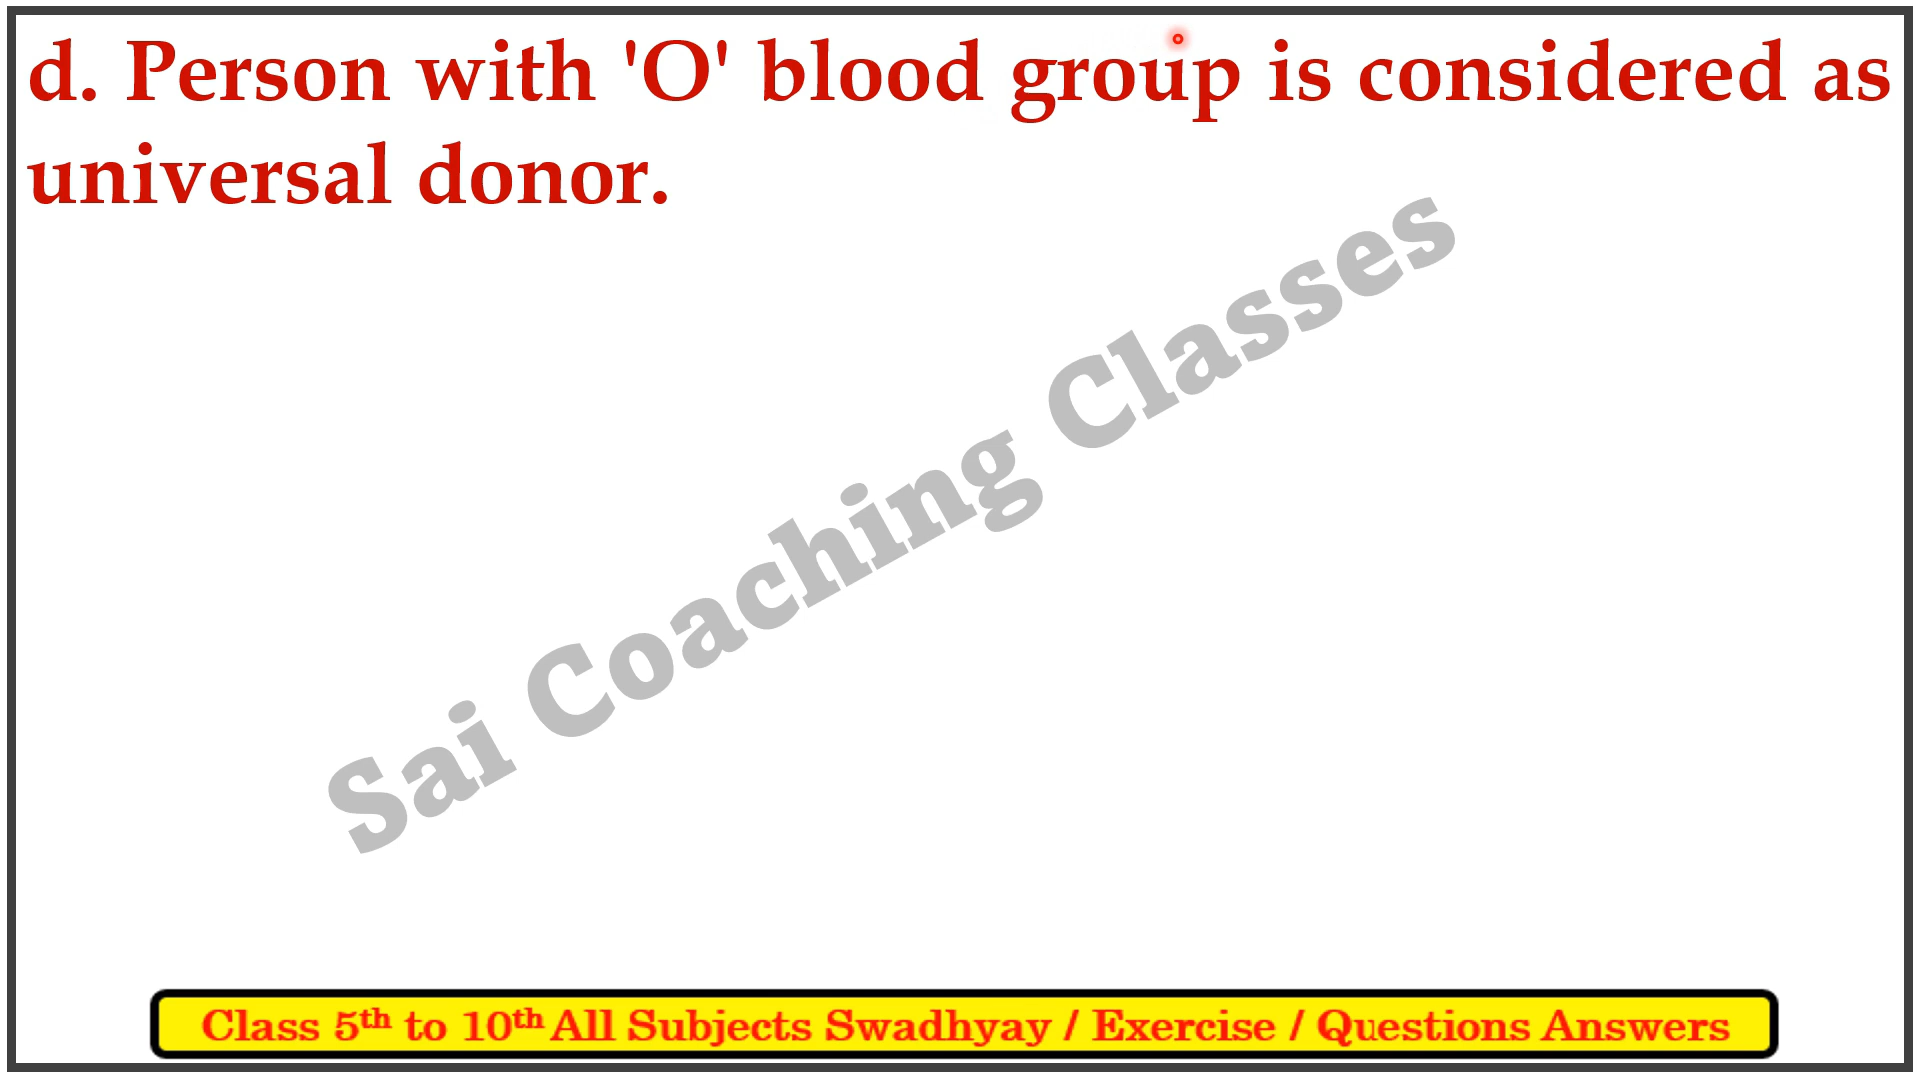 d. Person with 'O' blood group is considered as
universal donor.
Sai Coaching Classes
Class 5th to 10th All Subjects Swadhyay / Exercise / Questions Answers